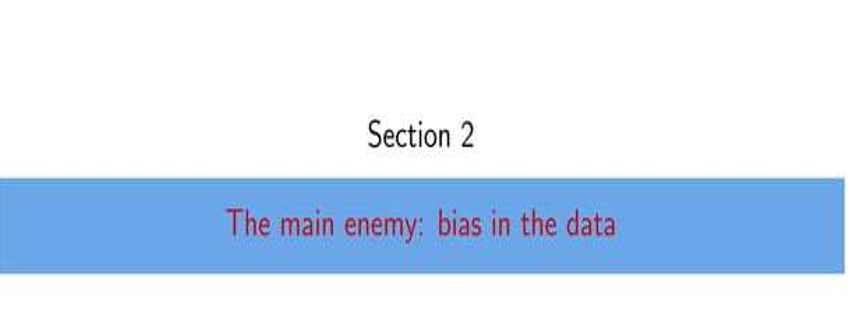 Section 2
The main enemy: bias in the data